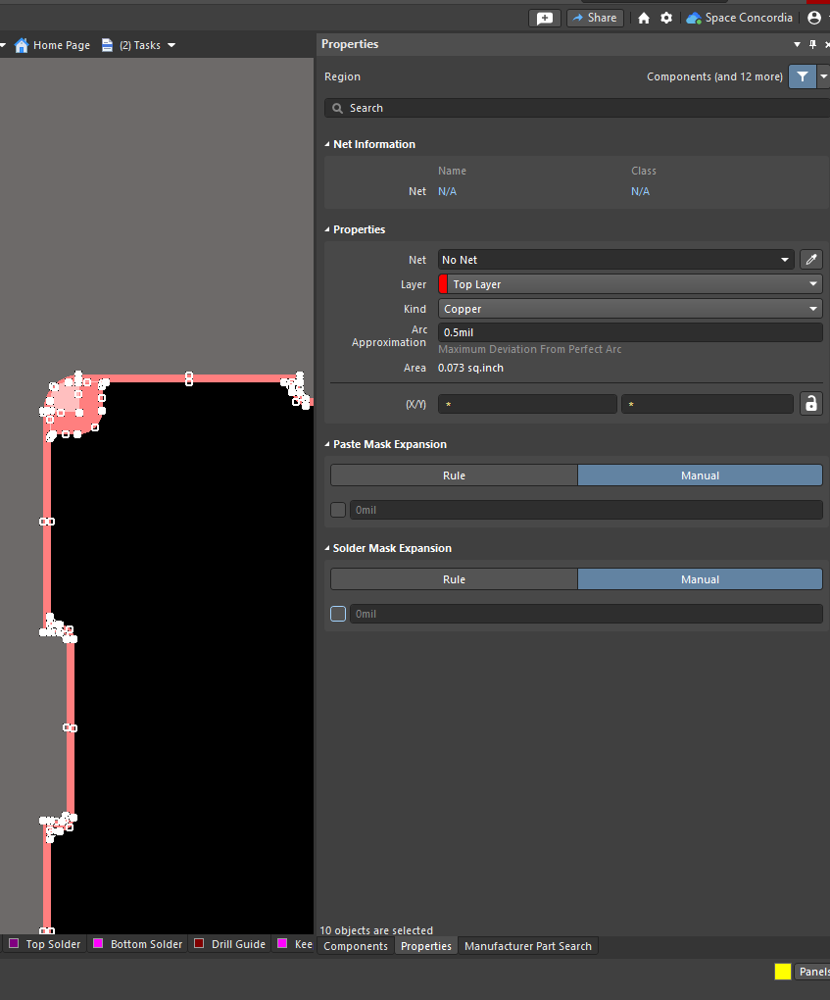 Share
Space Concordia
Home Page
(2) Tasks
Properties
Region
Components (and 12 more)
Search
Net Information
Name
Class
Net
N/A
N/A
Properties
Net
No Net
Layer
Top Layer
Kind
Copper
Arc
Approximation
0.5mil
Maximum Deviation From Perfect Arc
Area
0.073 sq.inch
(X/Y)
*
*
Paste Mask Expansion
Rule
Manual
0mil
Solder Mask Expansion
Rule
Manual
0mil
10 objects are selected
Top Solder
Bottom Solder
Drill Guide
Kee
Components
Properties
Manufacturer Part Search
Panels